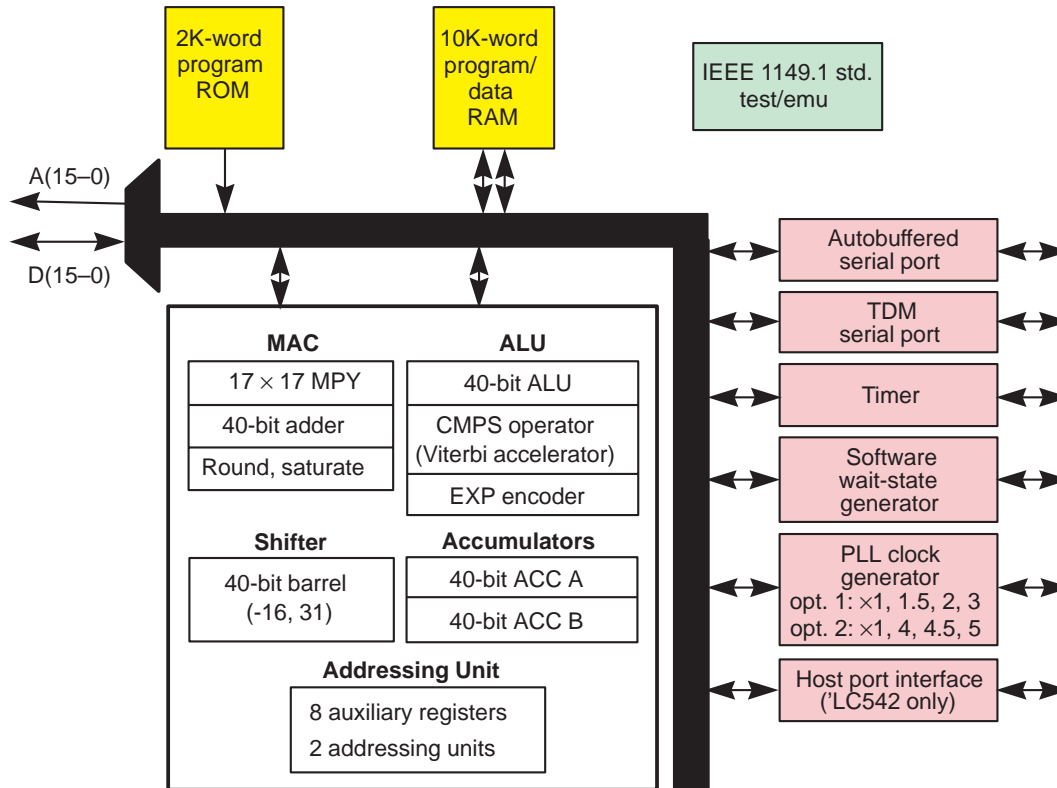 2K-word
program
ROM
10K-word
program/
data
RAM
IEEE 1149.1 std.
test/emu
A(15–0)
D(15–0)
MAC
17 × 17 MPY
40-bit adder
Round, saturate
ALU
40-bit ALU
CMPS operator
(Viterbi accelerator)
EXP encoder
Shifter
40-bit barrel
(-16, 31)
Accumulators
40-bit ACC A
40-bit ACC B
Addressing Unit
8 auxiliary registers
2 addressing units
Autobuffered
serial port
TDM
serial port
Timer
Software
wait-state
generator
PLL clock
generator
opt. 1: ×1, 1.5, 2, 3
opt. 2: ×1, 4, 4.5, 5
Host port interface
('LC542 only)